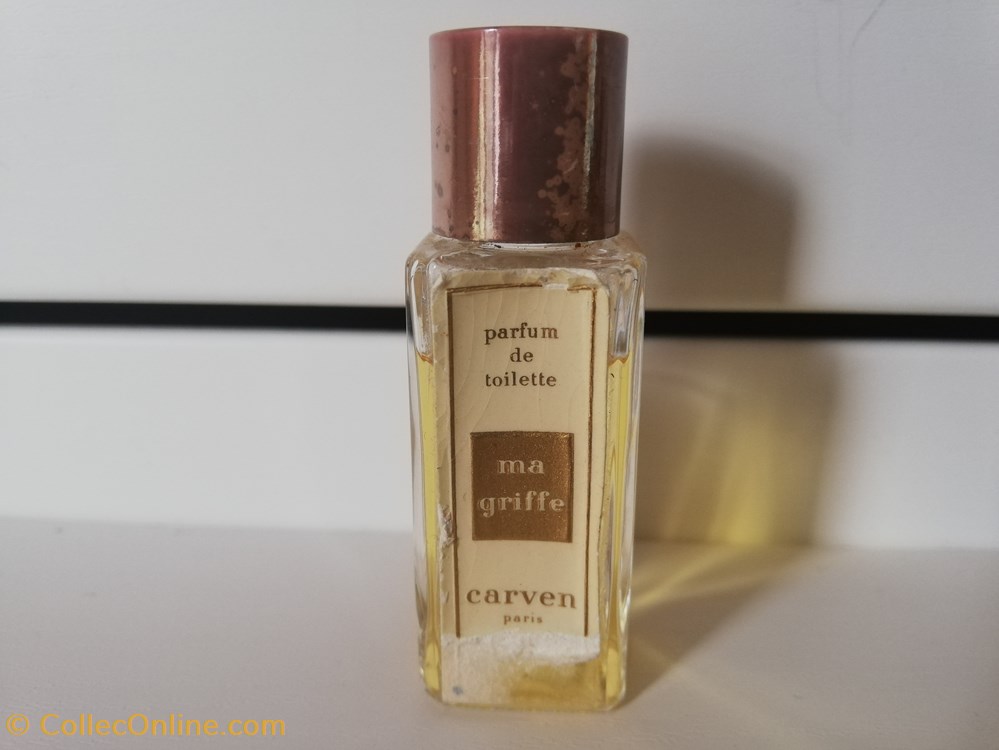 parfum
de
toilette
ma
griffe
carven
paris
© CollecOnline.com